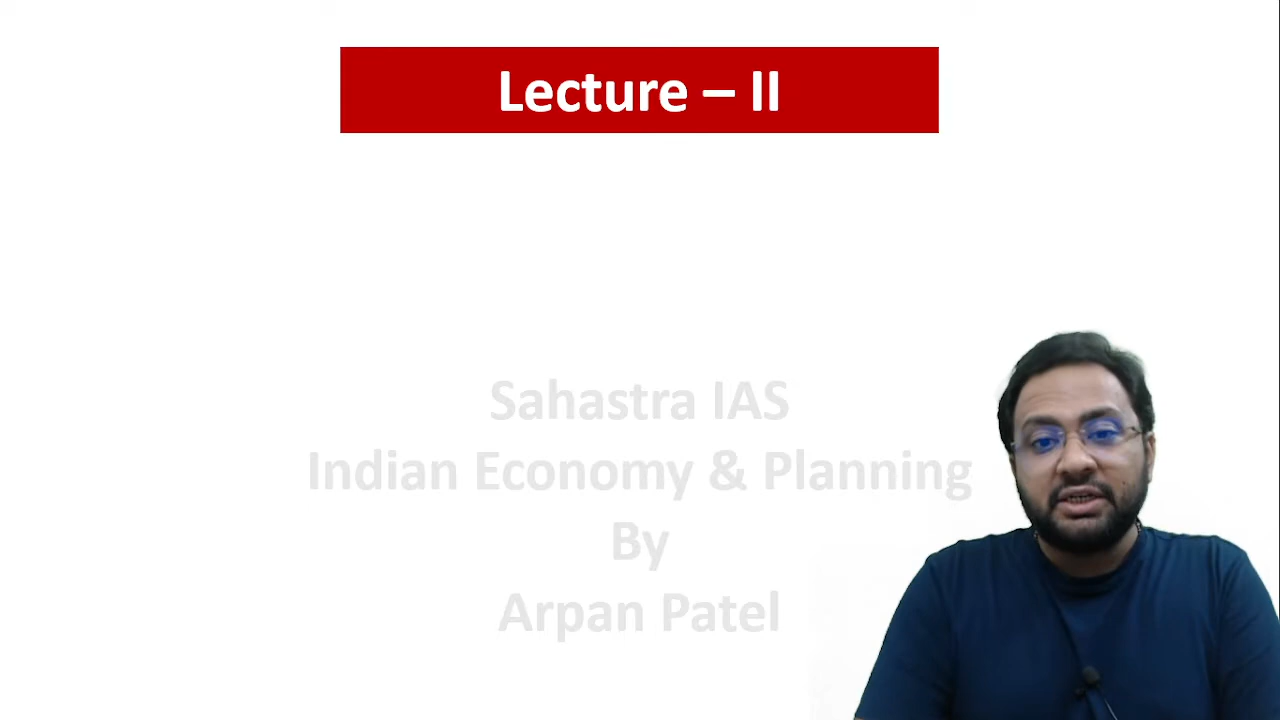 Lecture – II
Sahastra IAS
Indian Economy & Planning
By
Arpan Patel